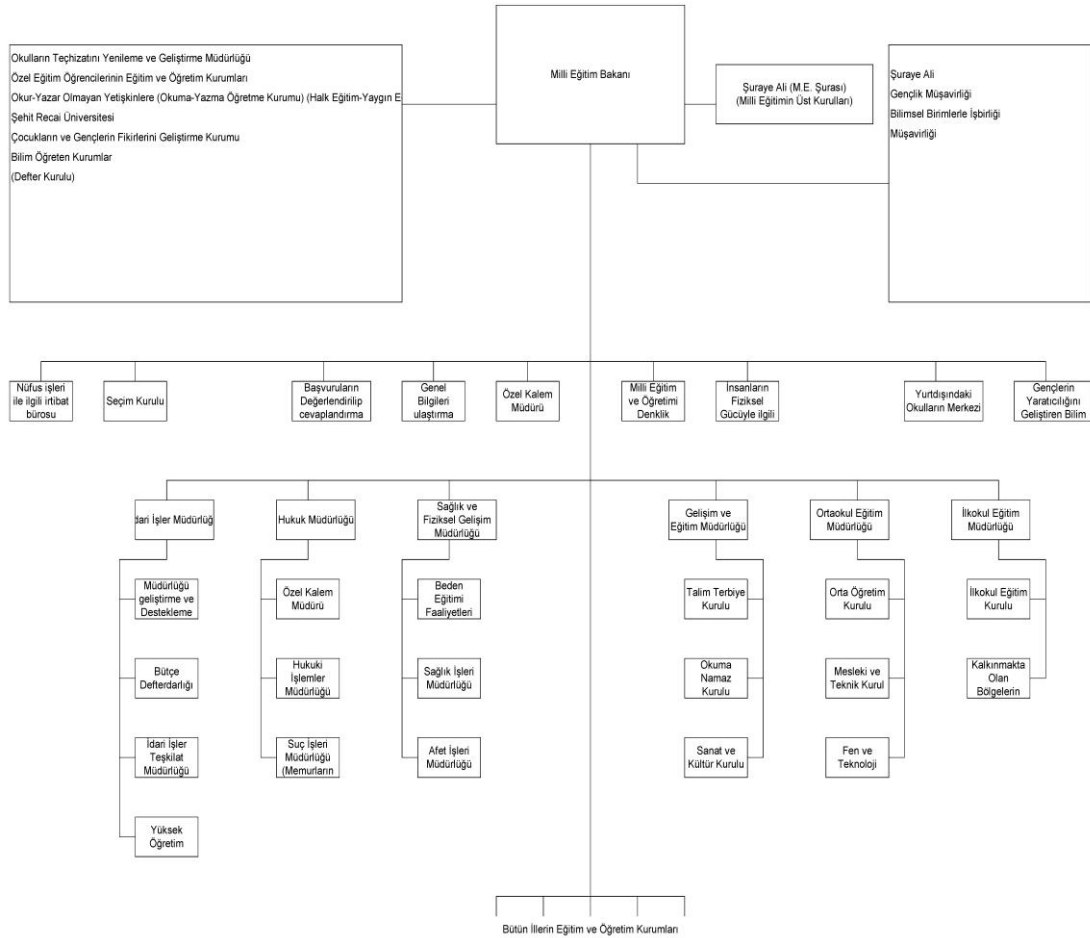 Okulların Teçhizatını Yenileme ve Geliştirme Müdürlüğü
Özel Eğitim Öğrencilerinin Eğitim ve Öğretim Kurumları
Okur-Yazar Olmayan Yetişkinlere (Okuma-Yazma Öğretme Kurumu) (Halk Eğitim-Yaygın E
Şehit Recai Üniversitesi
Çocukların ve Gençlerin Fikirlerini Geliştirme Kurumu
Bilim Öğreten Kurumlar
(Defter Kurulu)
Milli Eğitim Bakanı
Şuraye Ali (M.E. Şurası)
(Milli Eğitimin Üst Kurulları)
Şuraye Ali
Gençlik Müşavirliği
Bilimsel Birimlerle İşbirliği
Müşavirliği
Nüfus işleri
ile ilgili irtibat
bürosu
Seçim Kurulu
Başvuruların
Değerlendirilip
cevaplandırma
Genel
Bilgileri
ulaştırma
Özel Kalem
Müdürü
Milli Eğitim
ve Öğretimi
Denklik
İnsanların
Fiziksel
Gücüyle ilgili
Yurtdışındaki
Okulların Merkezi
Gençlerin
Yaratıcılığını
Geliştiren Bilim
dari İşler Müdürlüğ
Hukuk Müdürlüğü
Sağlık ve
Fiziksel Gelişim
Müdürlüğü
Gelişim ve
Eğitim Müdürlüğü
Ortaokul Eğitim
Müdürlüğü
İlkokul Eğitim
Müdürlüğü
Müdürlüğü
geliştirme ve
Destekleme
Özel Kalem
Müdürü
Beden
Eğitimi
Faaliyetleri
Talim Terbiye
Kurulu
Orta Öğretim
Kurulu
İlkokul Eğitim
Kurulu
Bütçe
Defterdarlığı
Hukuki
İşlemler
Müdürlüğü
Sağlık İşleri
Müdürlüğü
Okuma
Namaz
Kurulu
Mesleki ve
Teknik Kurul
Kalkınmakta
Olan
Bölgelerin
İdari İşler
Teşkilat
Müdürlüğü
Suç İşleri
Müdürlüğü
(Memurların
Afet İşleri
Müdürlüğü
Sanat ve
Kültür Kurulu
Fen ve
Teknoloji
Yüksek
Öğretim
Bütün İllerin Eğitim ve Öğretim Kurumları